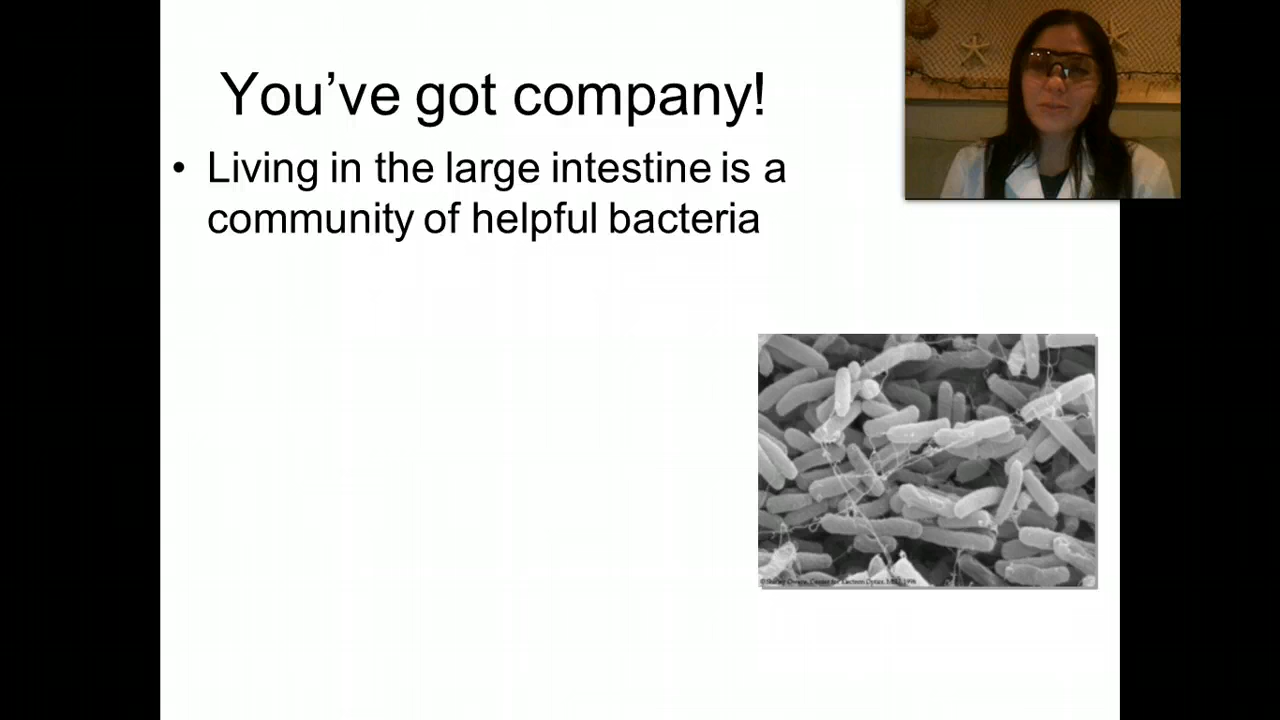 You've got company!
• Living in the large intestine is a
community of helpful bacteria